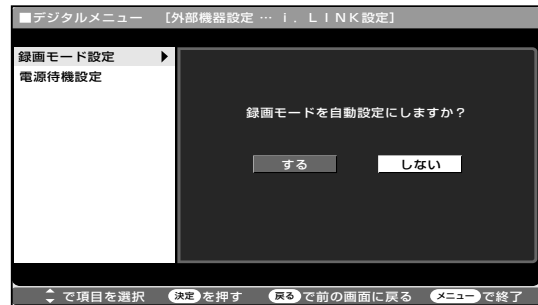 ■デジタルメニュー [外部機器設定 … i．LINK設定]
録画モード設定 ▶
電源待機設定
録画モードを自動設定にしますか？
する しない
で項目を選択 決定 を押す 戻る で前の画面に戻る メニュー で終了